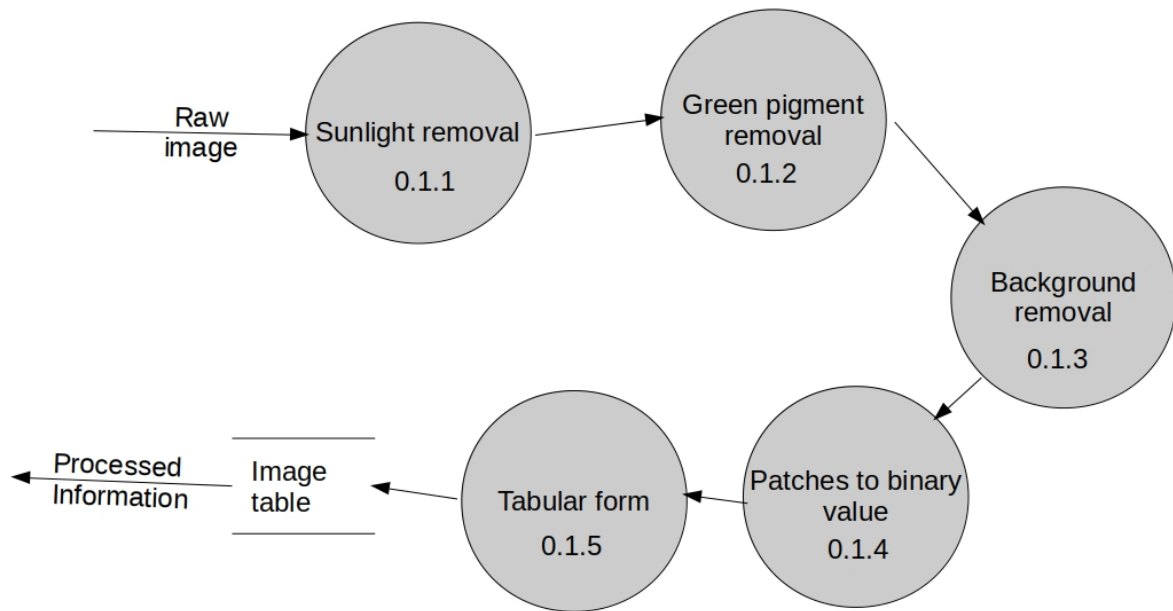 Raw
image
Sunlight removal
0.1.1
Green pigment
removal
0.1.2
Background
removal
0.1.3
Patches to binary
value
0.1.4
Tabular form
0.1.5
Image
table
Processed
Information